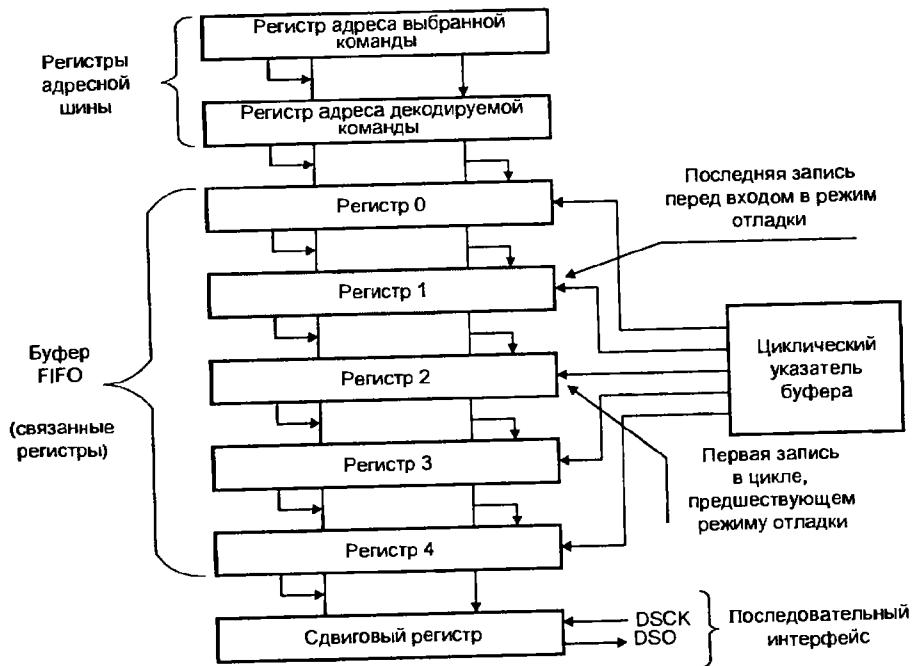 Регистр адреса выбранной
команды
Регистры
адресной
шины
Регистр адреса декодируемой
команды
Последняя запись
перед входом в режим
отладки
Регистр 0
Регистр 1
Буфер
FIFO
(связанные
регистры)
Регистр 2
Циклический
указатель
буфера
Регистр 3
Первая запись
в цикле,
предшествующем
режиму отладки
Регистр 4
Сдвиговый регистр
DSCK
DSO
Последовательный
интерфейс